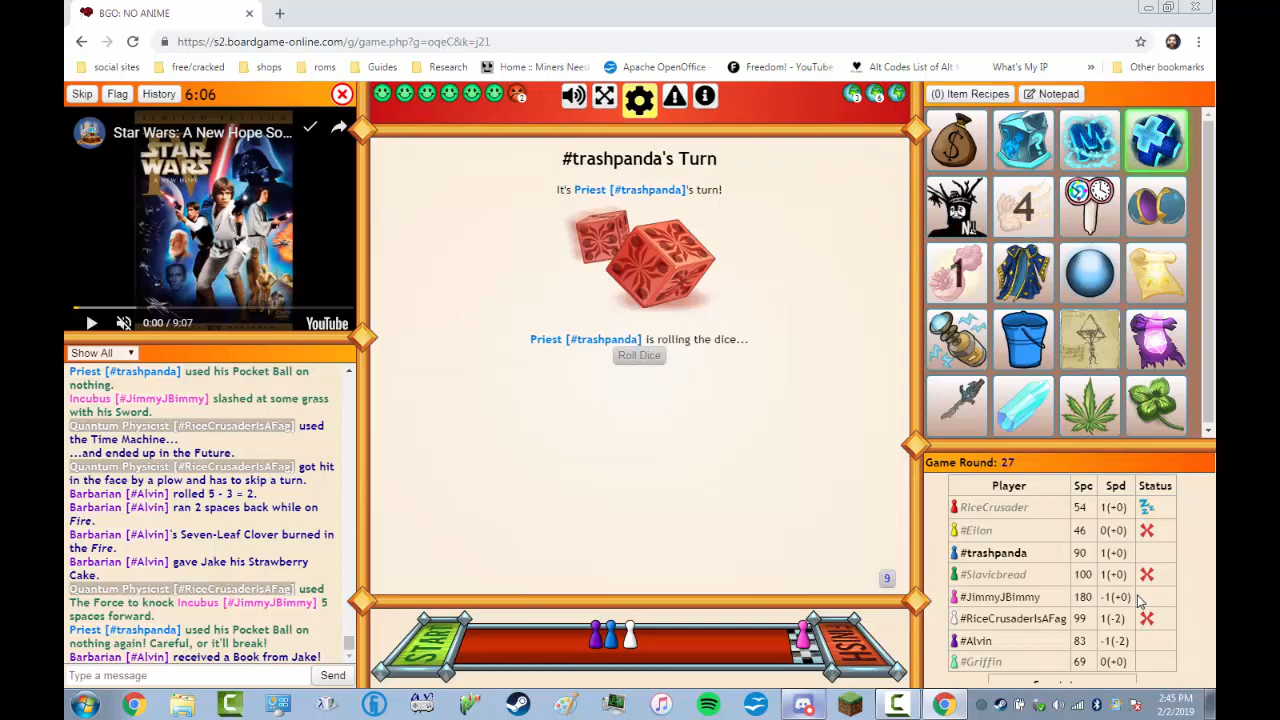 BGO: NO ANIME
https://s2.boardgame-online.com/g/game.php?g=oqeC&k=j21
social sites free/cracked shops roms Guides Research Home :: Miners Need Apache OpenOffice - Freedom! - YouTube Alt Codes List of Alt What's My IP » Other bookmarks
Skip Flag History 6:06
(0) Item Recipes Notepad
Star Wars: A New Hope So...
STAR WARS
A NEW HOPE
0:00 / 9:07 YouTube
#trashpanda's Turn
It's Priest [#trashpanda]'s turn!
Priest [#trashpanda] is rolling the dice...
Roll Dice
9
START
FINISH
Show All
Priest [#trashpanda] used his Pocket Ball on
nothing.
Incubus [#JimmyJBimmy] slashed at some grass
with his Sword.
Quantum Physicist [#RiceCrusaderIsAFag] used
the Time Machine...
...and ended up in the Future.
Quantum Physicist [#RiceCrusaderIsAFag] got hit
in the face by a plow and has to skip a turn.
Barbarian [#Alvin] rolled 5 - 3 = 2.
Barbarian [#Alvin] ran 2 spaces back while on
Fire.
Barbarian [#Alvin]'s Seven-Leaf Clover burned in
the Fire.
Barbarian [#Alvin] gave Jake his Strawberry
Cake.
Quantum Physicist [#RiceCrusaderIsAFag] used
The Force to knock Incubus [#JimmyJBimmy] 5
spaces forward.
Priest [#trashpanda] used his Pocket Ball on
nothing again! Careful, or it'll break!
Barbarian [#Alvin] received a Book from Jake!
Type a message Send
4
1
Game Round: 27
Player Spc Spd Status
RiceCrusader 54 1(+0)
#Eilon 46 0(+0)
#trashpanda 90 1(+0)
#Slavicbread 100 1(+0)
#JimmyJBimmy 180 -1(+0)
#RiceCrusaderIsAFag 99 1(-2)
#Alvin 83 -1(-2)
#Griffin 69 0(+0)
2:45 PM
2/2/2019